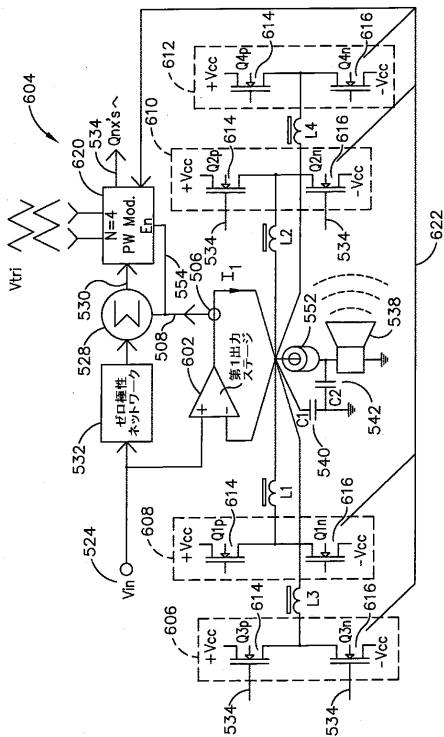 604
Vtri
620
534
Qnx's へ
N=4
PW Mod.
En
530
528
Σ
532
ゼロ極性
ネットワーク
554
508
506
I1
602
+
-
第1出力
ステージ
524
Vin
612
614
616
+Vcc
Q4p
Q4n
-Vcc
L4
610
614
616
+Vcc
Q2p
Q2n
-Vcc
534
534
L2
622
552
538
C2
542
C1
540
608
L1
+Vcc
Q1p
614
616
Q1n
-Vcc
606
L3
+Vcc
Q3p
614
616
Q3n
-Vcc
534
534